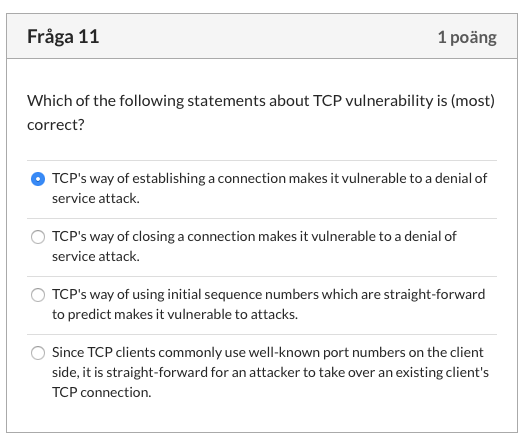 Fråga 11
1 poäng
Which of the following statements about TCP vulnerability is (most)
correct?
TCP's way of establishing a connection makes it vulnerable to a denial of
service attack.
TCP's way of closing a connection makes it vulnerable to a denial of
service attack.
TCP's way of using initial sequence numbers which are straight-forward
to predict makes it vulnerable to attacks.
Since TCP clients commonly use well-known port numbers on the client
side, it is straight-forward for an attacker to take over an existing client's
TCP connection.